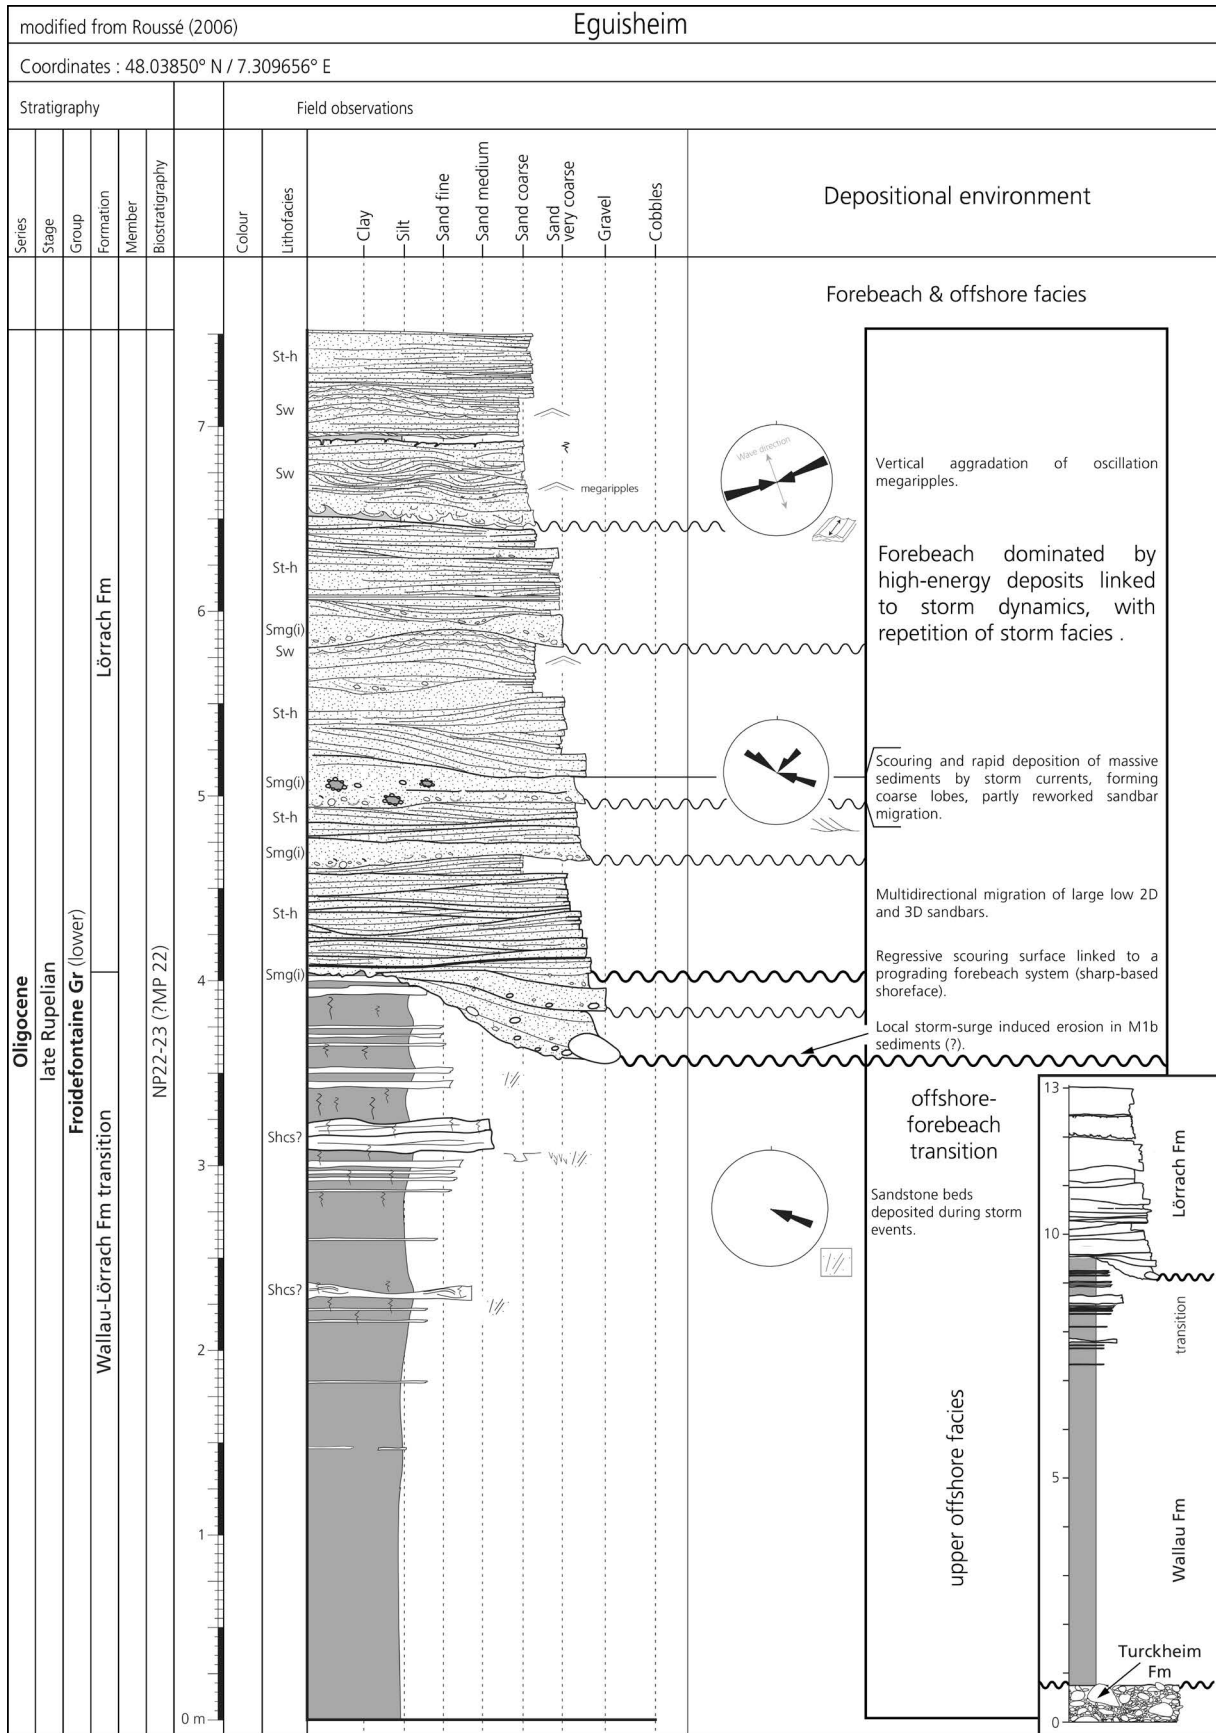 modified from Roussé (2006)
Eguisheim
Coordinates : 48.03850° N / 7.309656° E
Stratigraphy
Field observations
Series
Stage
Group
Formation
Member
Biostratigraphy
Colour
Lithofacies
Clay
Silt
Sand fine
Sand medium
Sand coarse
Sand
very coarse
Gravel
Cobbles
Depositional environment
Forebeach & offshore facies
Oligocene
late Rupelian
Froidefontaine Gr (lower)
Lörrach Fm
Wallau-Lörrach Fm transition
NP22-23 (?MP 22)
7
6
5
4
3
2
1
0 m
St-h
Sw
Sw
St-h
Smg(i)
Sw
St-h
Smg(i)
St-h
Smg(i)
St-h
Smg(i)
Shcs?
Shcs?
megaripples
Wave direction
Vertical aggradation of oscillation
megaripples.
Forebeach dominated by
high-energy deposits linked
to storm dynamics, with
repetition of storm facies .
Scouring and rapid deposition of massive
sediments by storm currents, forming
coarse lobes, partly reworked sandbar
migration.
Multidirectional migration of large low 2D
and 3D sandbars.
Regressive scouring surface linked to a
prograding forebeach system (sharp-based
shoreface).
Local storm-surge induced erosion in M1b
sediments (?).
offshore-
forebeach
transition
Sandstone beds
deposited during storm
events.
upper offshore facies
13
10
5
0
Lörrach Fm
transition
Wallau Fm
Turckheim
Fm